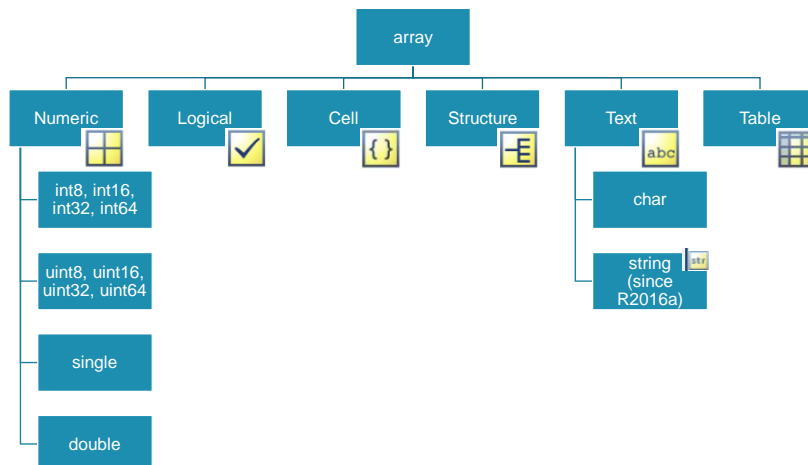 array
Numeric
Logical
Cell
Structure
Text
Table
{ }
abc
int8, int16,
int32, int64
char
uint8, uint16,
uint32, uint64
string
(since
R2016a)
str
single
double